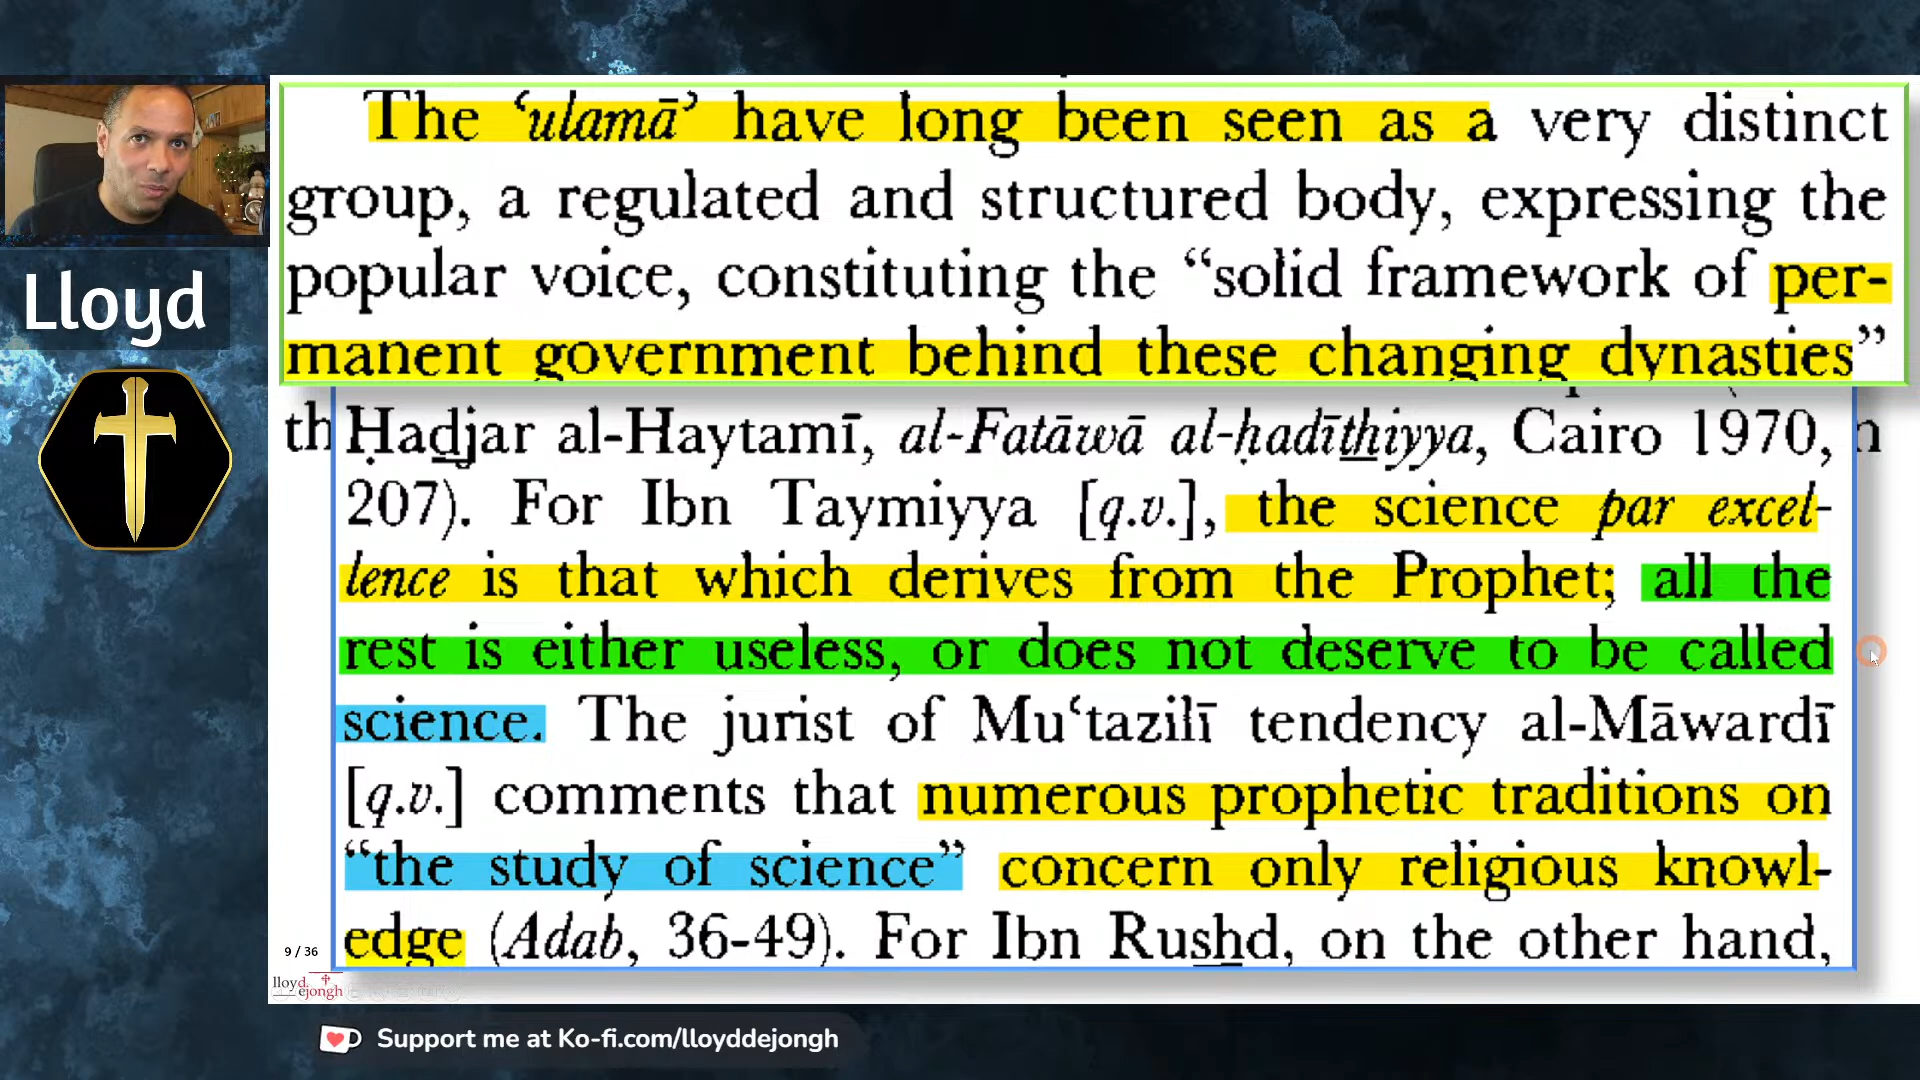 The ʿulamāʾ have long been seen as a very distinct
group, a regulated and structured body, expressing the
popular voice, constituting the “solid framework of per-
manent government behind these changing dynasties”
Lloyd
th
Ḥadjar al-Haytamī, al-Fatāwā al-ḥadīthiyya, Cairo 1970,
n
207). For Ibn Taymiyya [q.v.], the science par excel-
lence is that which derives from the Prophet; all the
rest is either useless, or does not deserve to be called
science. The jurist of Muʿtazilī tendency al-Māwardī
[q.v.] comments that numerous prophetic traditions on
“the study of science” concern only religious knowl-
edge (Adab, 36-49). For Ibn Rushd, on the other hand,
9 / 36
lloyd
ejongh
Support me at Ko-fi.com/lloyddejongh